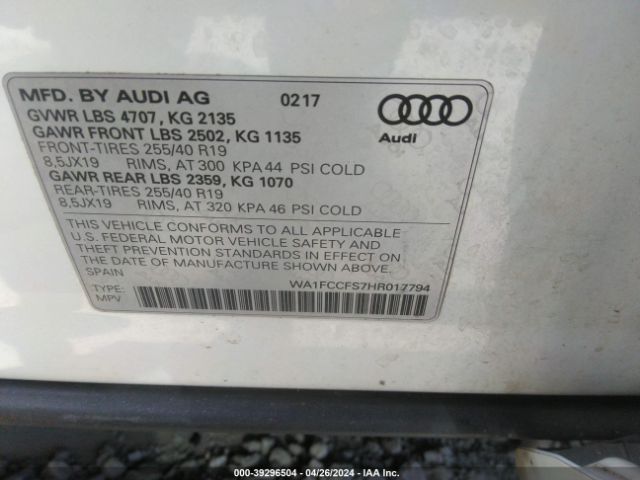 MFD. BY AUDI AG 0217
GVWR LBS 4707, KG 2135
GAWR FRONT LBS 2502, KG 1135
FRONT-TIRES 255/40 R19
8,5JX19 RIMS, AT 300 KPA 44 PSI COLD
GAWR REAR LBS 2359, KG 1070
REAR-TIRES 255/40 R19
8,5JX19 RIMS, AT 320 KPA 46 PSI COLD
Audi
THIS VEHICLE CONFORMS TO ALL APPLICABLE
U.S. FEDERAL MOTOR VEHICLE SAFETY AND
THEFT PREVENTION STANDARDS IN EFFECT ON
THE DATE OF MANUFACTURE SHOWN ABOVE.
SPAIN
WA1FCCFS7HR017794
TYPE:
MPV
000-39296504 - 04/26/2024 - IAA Inc.